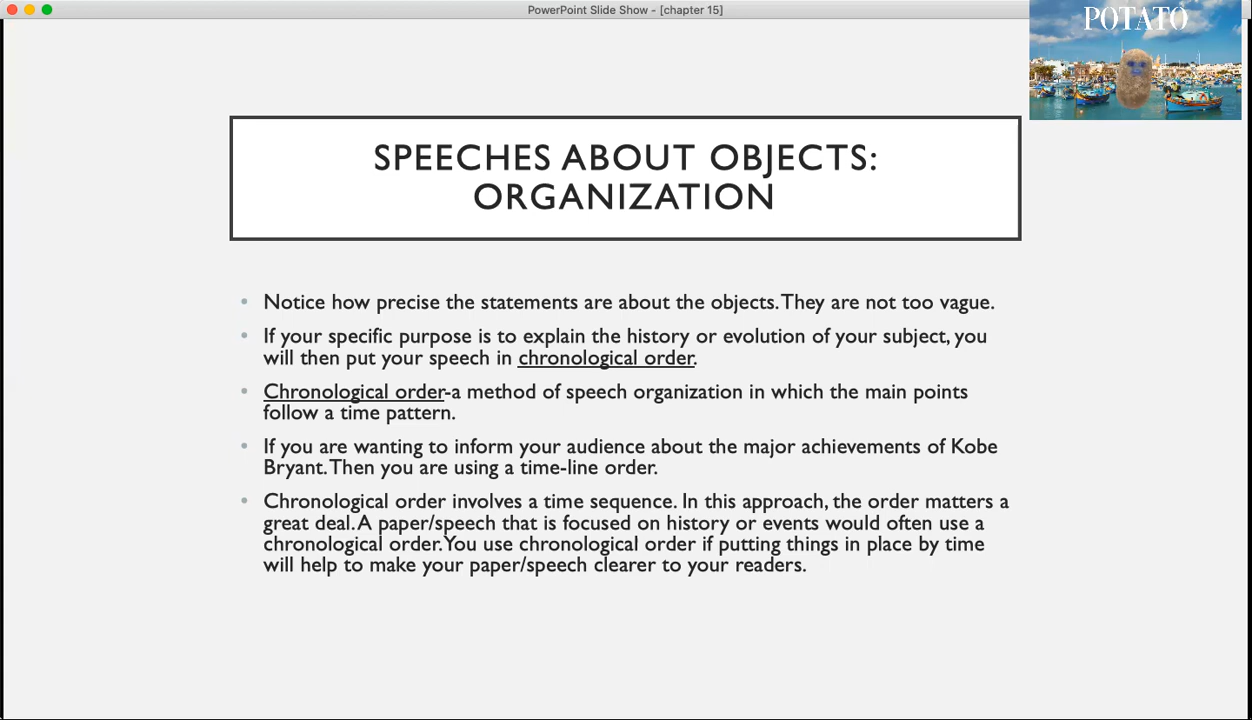 PowerPoint Slide Show - [chapter 15]
POTATO
SPEECHES ABOUT OBJECTS:
ORGANIZATION
• Notice how precise the statements are about the objects. They are not too vague.
• If your specific purpose is to explain the history or evolution of your subject, you
will then put your speech in chronological order.
• Chronological order-a method of speech organization in which the main points
follow a time pattern.
• If you are wanting to inform your audience about the major achievements of Kobe
Bryant. Then you are using a time-line order.
• Chronological order involves a time sequence. In this approach, the order matters a
great deal. A paper/speech that is focused on history or events would often use a
chronological order. You use chronological order if putting things in place by time
will help to make your paper/speech clearer to your readers.